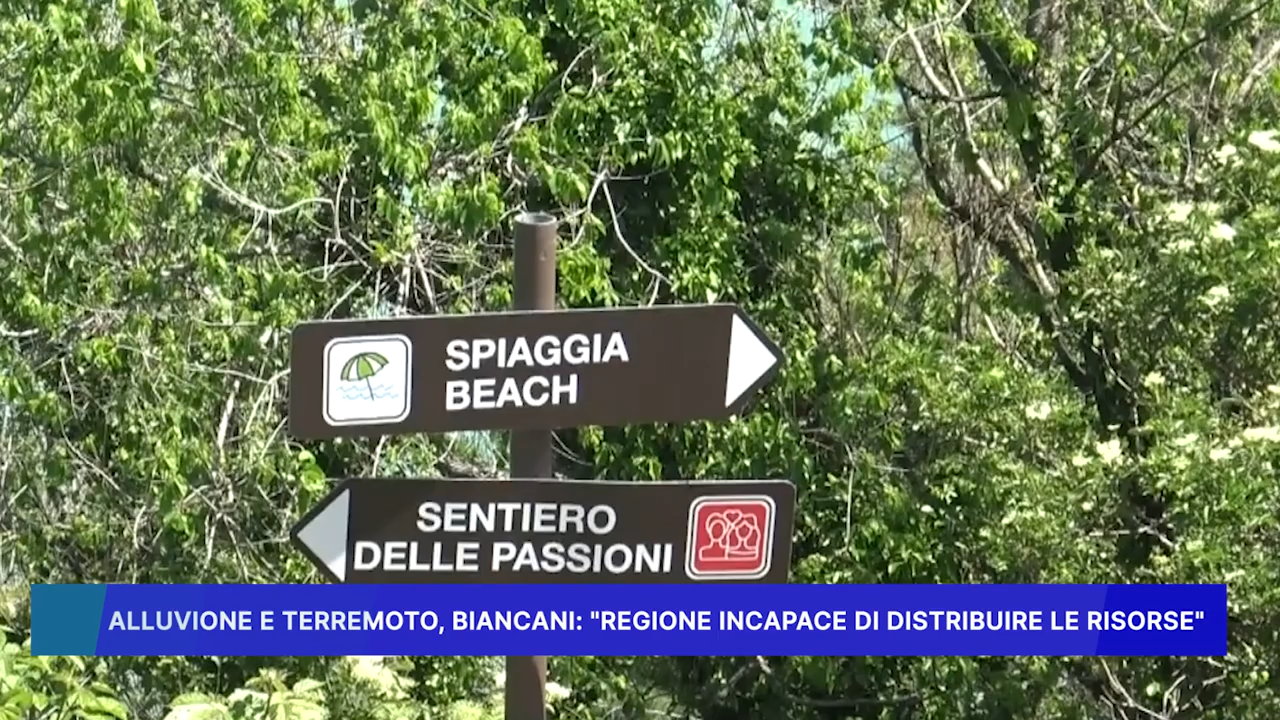 SPIAGGIA
BEACH
SENTIERO
DELLE PASSIONI
ALLUVIONE E TERREMOTO, BIANCANI: "REGIONE INCAPACE DI DISTRIBUIRE LE RISORSE"